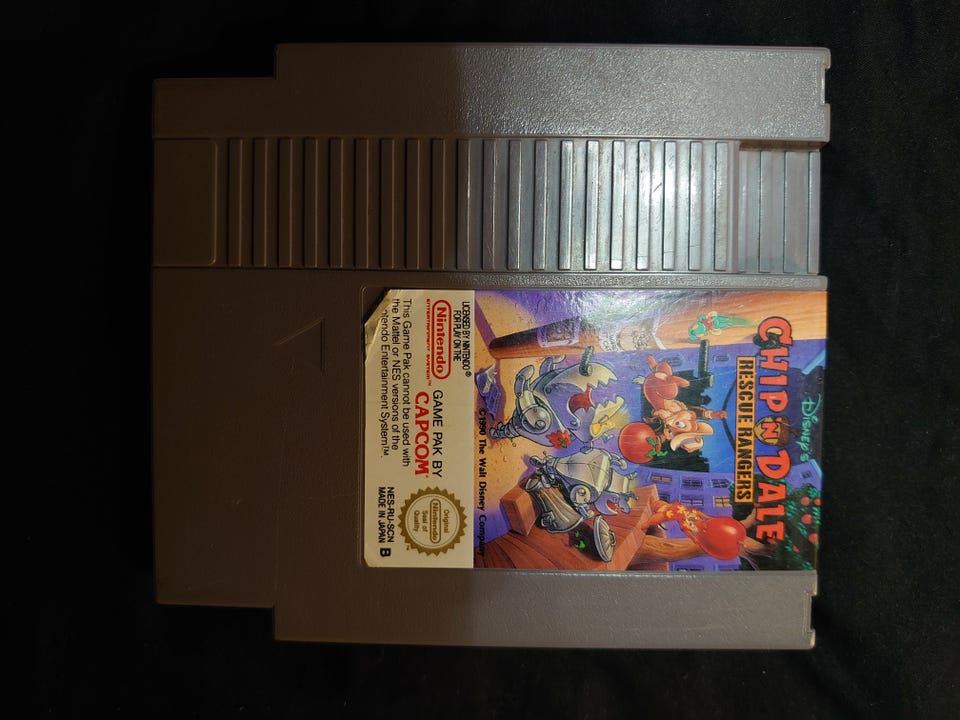 Disney's
CHIP 'N DALE
RESCUE RANGERS
©1990 The Walt Disney Company
LICENSED BY NINTENDO®
FOR PLAY ON THE
Nintendo
ENTERTAINMENT SYSTEM™
GAME PAK BY
CAPCOM
This Game Pak cannot be used with
the Mattel or NES versions of the
ntendo Entertainment System™.
Original
Nintendo
Seal of
Quality
NES-RU-SCN
MADE IN JAPAN
B